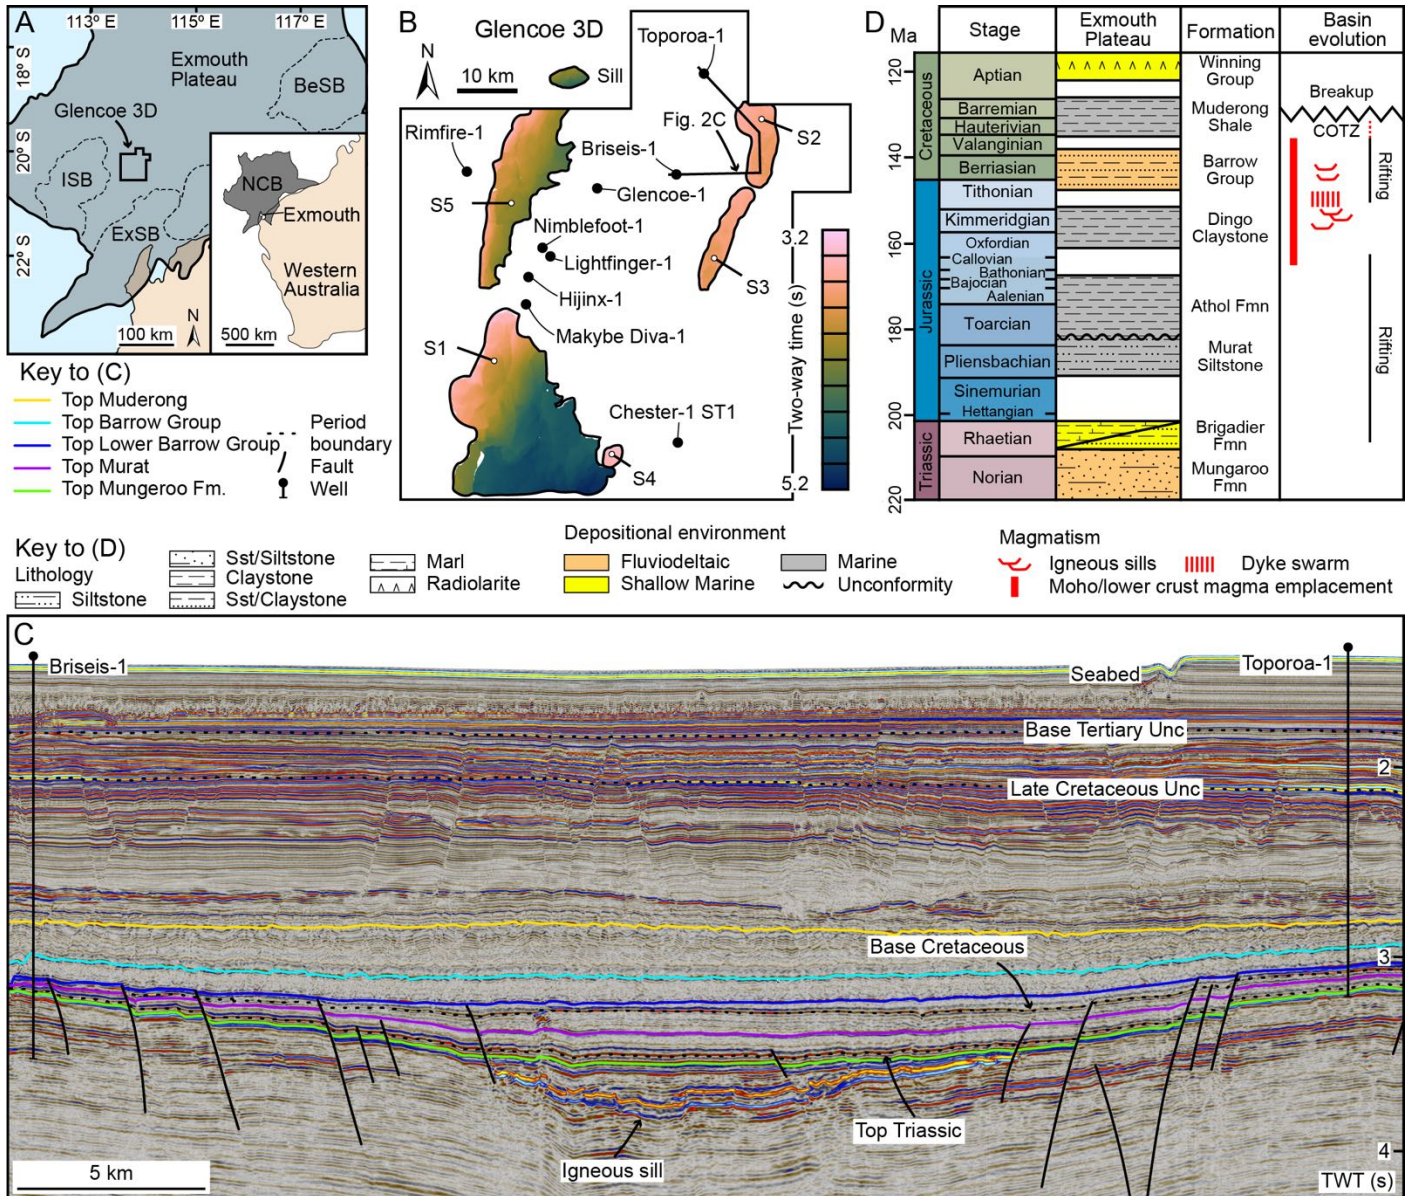 A
113º E
115º E
117º E
18º S
20º S
22º S
Exmouth
Plateau
BeSB
Glencoe 3D
ISB
ExSB
100 km
N
NCB
Exmouth
Western
Australia
500 km
B
Glencoe 3D
N
10 km
Sill
Toporoa-1
Rimfire-1
Briseis-1
Fig. 2C
S2
Glencoe-1
S5
Nimblefoot-1
Lightfinger-1
S3
Hijinx-1
Makybe Diva-1
S1
Chester-1 ST1
S4
3.2
Two-way time (s)
5.2
D
Ma
Stage
Exmouth
Plateau
Formation
Basin
evolution
120
140
160
180
200
220
Cretaceous
Jurassic
Triassic
Aptian
Barremian
Hauterivian
Valanginian
Berriasian
Tithonian
Kimmeridgian
Oxfordian
Callovian
Bathonian
Bajocian
Aalenian
Toarcian
Pliensbachian
Sinemurian
Hettangian
Rhaetian
Norian
Winning
Group
Muderong
Shale
Barrow
Group
Dingo
Claystone
Athol Fmn
Murat
Siltstone
Brigadier
Fmn
Mungaroo
Fmn
Breakup
COTZ
Rifting
Rifting
Key to (C)
Top Muderong
Top Barrow Group
Top Lower Barrow Group
Top Murat
Top Mungeroo Fm.
Period
boundary
Fault
Well
Key to (D)
Lithology
Siltstone
Sst/Siltstone
Claystone
Sst/Claystone
Marl
Radiolarite
Depositional environment
Fluviodeltaic
Shallow Marine
Marine
Unconformity
Magmatism
Igneous sills
Dyke swarm
Moho/lower crust magma emplacement
C
Briseis-1
Seabed
Toporoa-1
Base Tertiary Unc
2
Late Cretaceous Unc
Base Cretaceous
3
Top Triassic
Igneous sill
4
5 km
TWT (s)